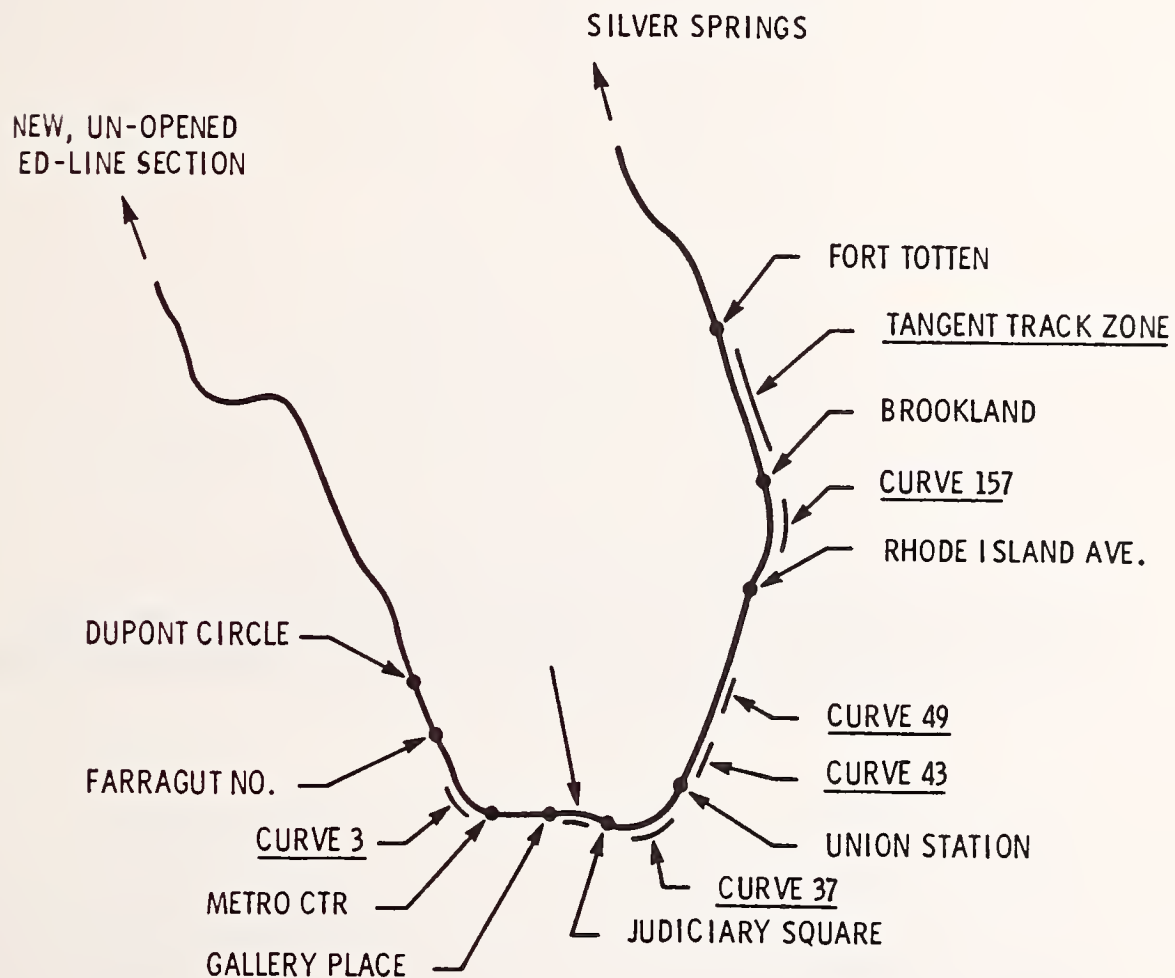 SILVER SPRINGS
NEW, UN-OPENED
ED-LINE SECTION
FORT TOTTEN
TANGENT TRACK ZONE
BROOKLAND
CURVE 157
RHODE ISLAND AVE.
DUPONT CIRCLE
CURVE 49
FARRAGUT NO.
CURVE 43
CURVE 3
UNION STATION
METRO CTR
CURVE 37
JUDICIARY SQUARE
GALLERY PLACE